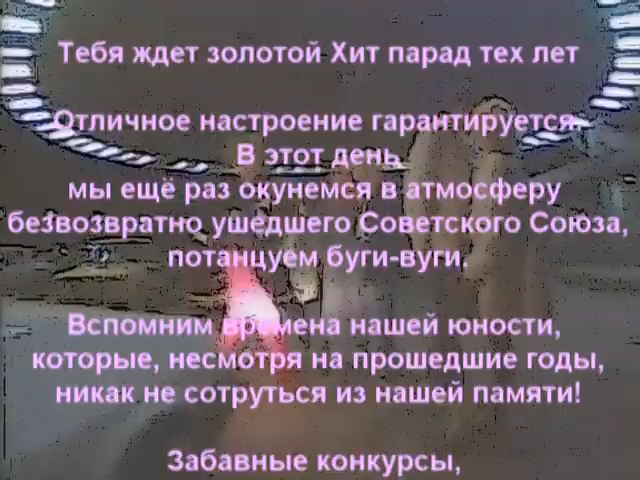 Тебя ждет золотой Хит парад тех лет
Отличное настроение гарантируется.
В этот день
мы ещё раз окунемся в атмосферу
безвозвратно ушедшего Советского Союза,
потанцуем буги-вуги.
Вспомним времена нашей юности,
которые, несмотря на прошедшие годы,
никак не сотруться из нашей памяти!
Забавные конкурсы,